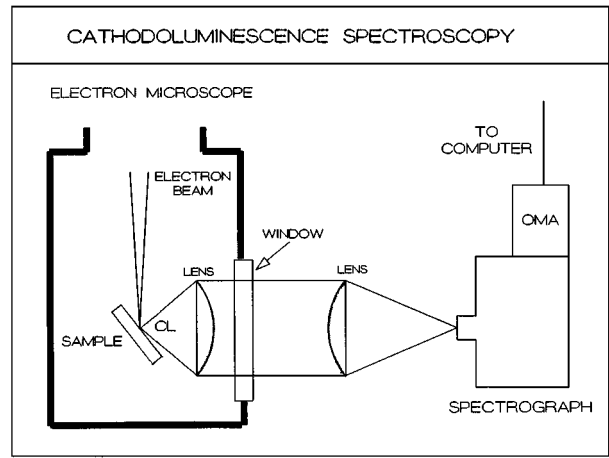 CATHODOLUMINESCENCE SPECTROSCOPY
ELECTRON MICROSCOPE
TO
COMPUTER
ELECTRON
BEAM
OMA
WINDOW
LENS
LENS
CL
SAMPLE
SPECTROGRAPH